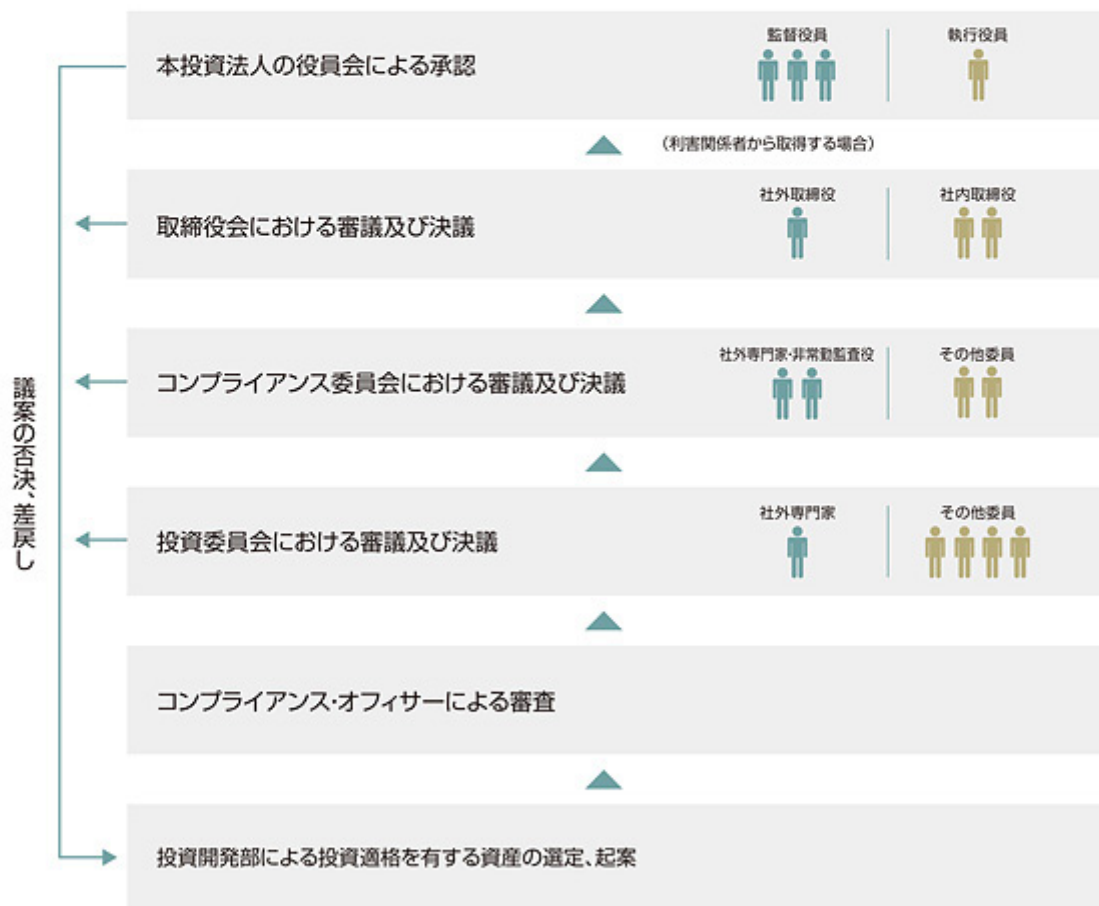 監督役員
執行役員
本投資法人の役員会による承認
(利害関係者から取得する場合)
社外取締役
社内取締役
取締役会における審議及び決議
社外専門家・非常勤監査役
その他委員
コンプライアンス委員会における審議及び決議
議案の否決、差戻し
社外専門家
その他委員
投資委員会における審議及び決議
コンプライアンス・オフィサーによる審査
投資開発部による投資適格を有する資産の選定、起案